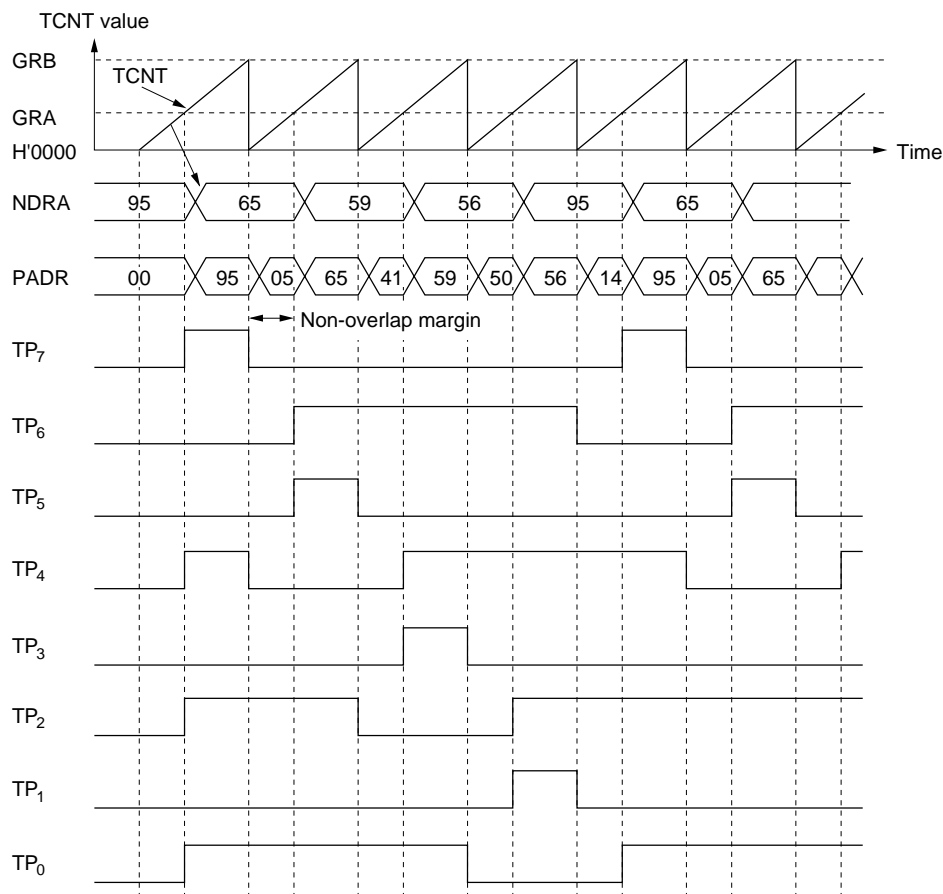 TCNT value
GRB
TCNT
GRA
H'0000
Time
NDRA 95 65 59 56 95 65
PADR 00 95 05 65 41 59 50 56 14 95 05 65
Non-overlap margin
TP7
TP6
TP5
TP4
TP3
TP2
TP1
TP0